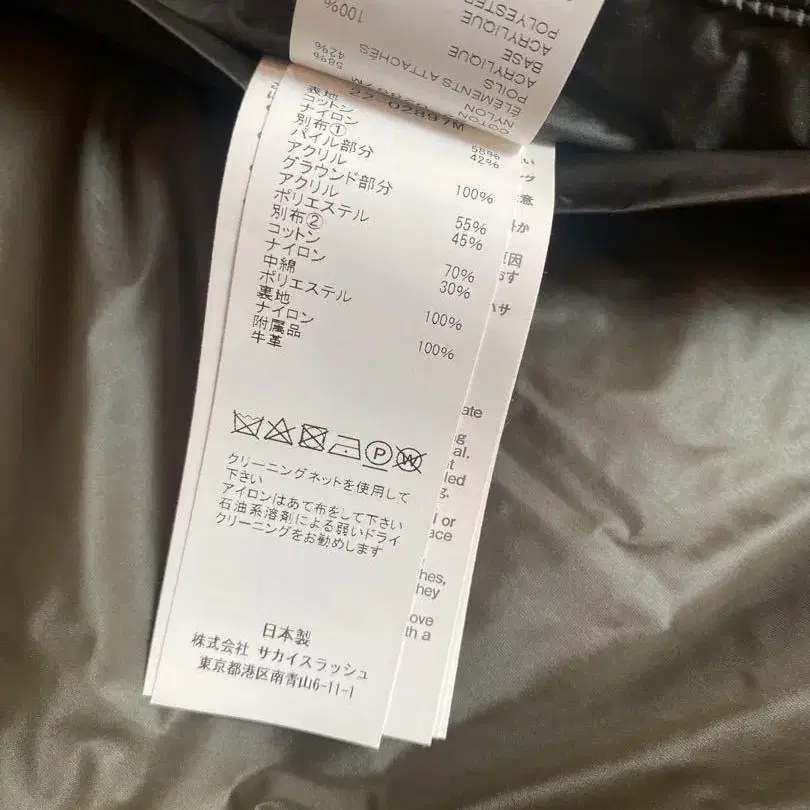 100%
POLYESTER
ACRYLIQUE
BASE
ACRYLIQUE
POILS
ÉLÉMENTS ATTACHÉS
42%
58%
NYLON
COTON
表地
コットン 58%
ナイロン 42%
別布①
パイル部分
アクリル 100%
グラウンド部分
アクリル 55%
ポリエステル 45%
別布②
コットン 70%
ナイロン 30%
中綿
ポリエステル 100%
裏地
ナイロン 100%
附属品
牛革
P
W
クリーニングネットを使用して
下さい
アイロンはあて布をして下さい
石油系溶剤による弱いドライ
クリーニングをお勧めします
日本製
株式会社 サカイスラッシュ
東京都港区南青山6-11-1